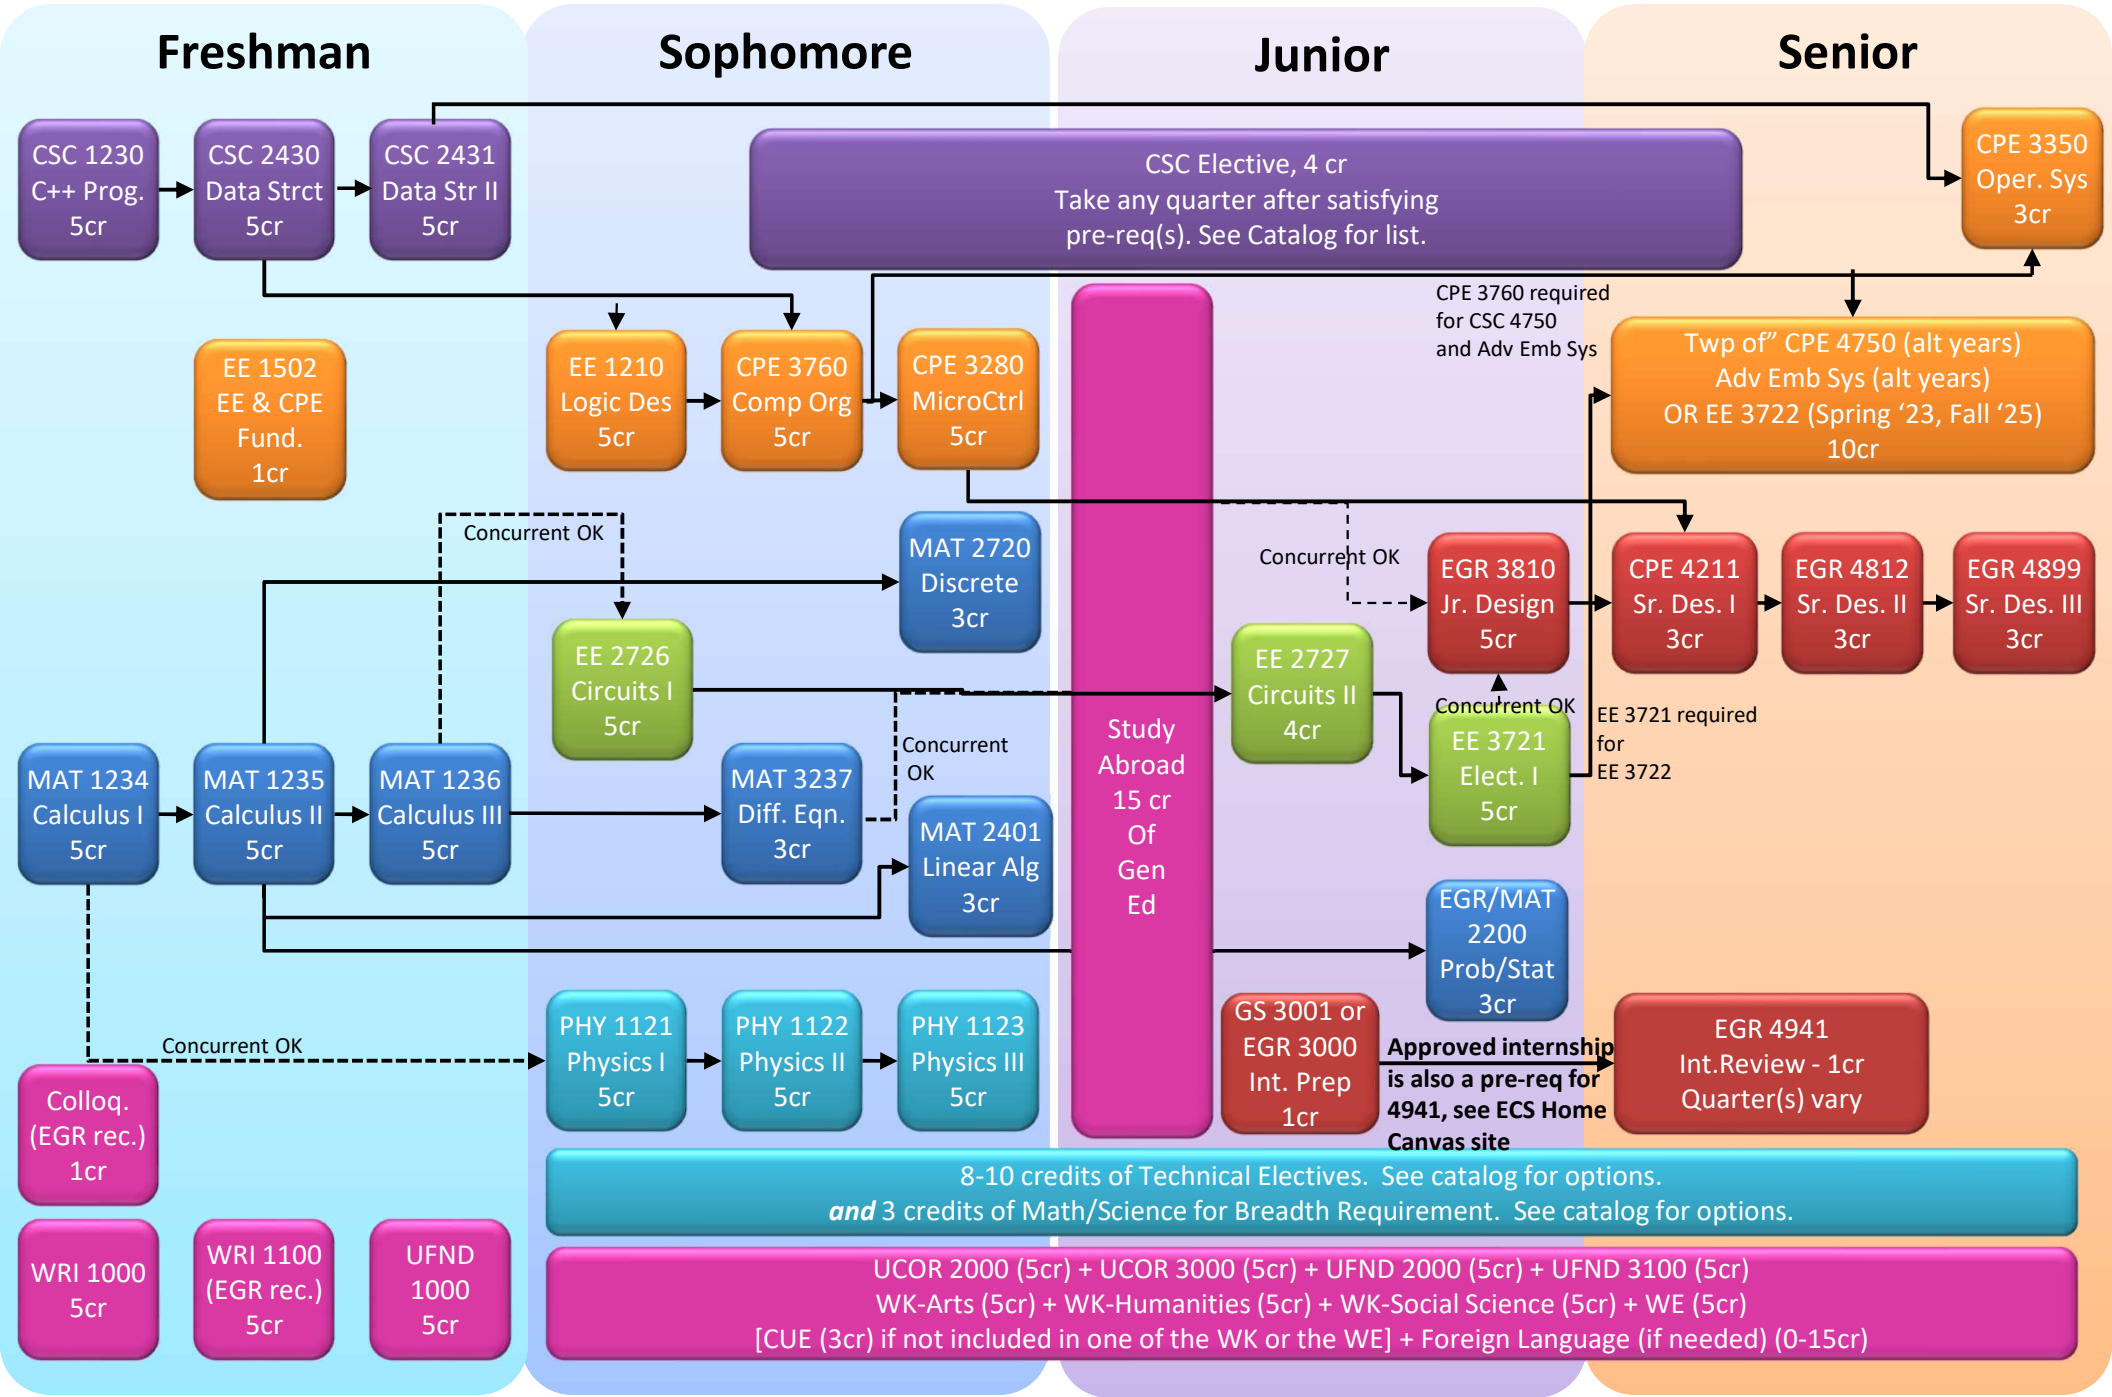 Freshman
Sophomore
Junior
Senior
CSC 1230
C++ Prog.
5cr
CSC 2430
Data Strct
5cr
CSC 2431
Data Str II
5cr
CSC Elective, 4 cr
Take any quarter after satisfying
pre-req(s). See Catalog for list.
CPE 3350
Oper. Sys
3cr
EE 1502
EE & CPE
Fund.
1cr
EE 1210
Logic Des
5cr
CPE 3760
Comp Org
5cr
CPE 3280
MicroCtrl
5cr
CPE 3760 required
for CSC 4750
and Adv Emb Sys
Twp of” CPE 4750 (alt years)
Adv Emb Sys (alt years)
OR EE 3722 (Spring ‘23, Fall ‘25)
10cr
Concurrent OK
MAT 2720
Discrete
3cr
Concurrent OK
EGR 3810
Jr. Design
5cr
CPE 4211
Sr. Des. I
3cr
EGR 4812
Sr. Des. II
3cr
EGR 4899
Sr. Des. III
3cr
EE 2726
Circuits I
5cr
EE 2727
Circuits II
4cr
Concurrent OK
EE 3721
Elect. I
5cr
EE 3721 required
for
EE 3722
Study
Abroad
15 cr
Of
Gen
Ed
MAT 1234
Calculus I
5cr
MAT 1235
Calculus II
5cr
MAT 1236
Calculus III
5cr
MAT 3237
Diff. Eqn.
3cr
Concurrent
OK
MAT 2401
Linear Alg
3cr
EGR/MAT
2200
Prob/Stat
3cr
Concurrent OK
PHY 1121
Physics I
5cr
PHY 1122
Physics II
5cr
PHY 1123
Physics III
5cr
GS 3001 or
EGR 3000
Int. Prep
1cr
Approved internship
is also a pre-req for
4941, see ECS Home
Canvas site
EGR 4941
Int.Review - 1cr
Quarter(s) vary
Colloq.
(EGR rec.)
1cr
8-10 credits of Technical Electives. See catalog for options.
and 3 credits of Math/Science for Breadth Requirement. See catalog for options.
WRI 1000
5cr
WRI 1100
(EGR rec.)
5cr
UFND
1000
5cr
UCOR 2000 (5cr) + UCOR 3000 (5cr) + UFND 2000 (5cr) + UFND 3100 (5cr)
WK-Arts (5cr) + WK-Humanities (5cr) + WK-Social Science (5cr) + WE (5cr)
[CUE (3cr) if not included in one of the WK or the WE] + Foreign Language (if needed) (0-15cr)